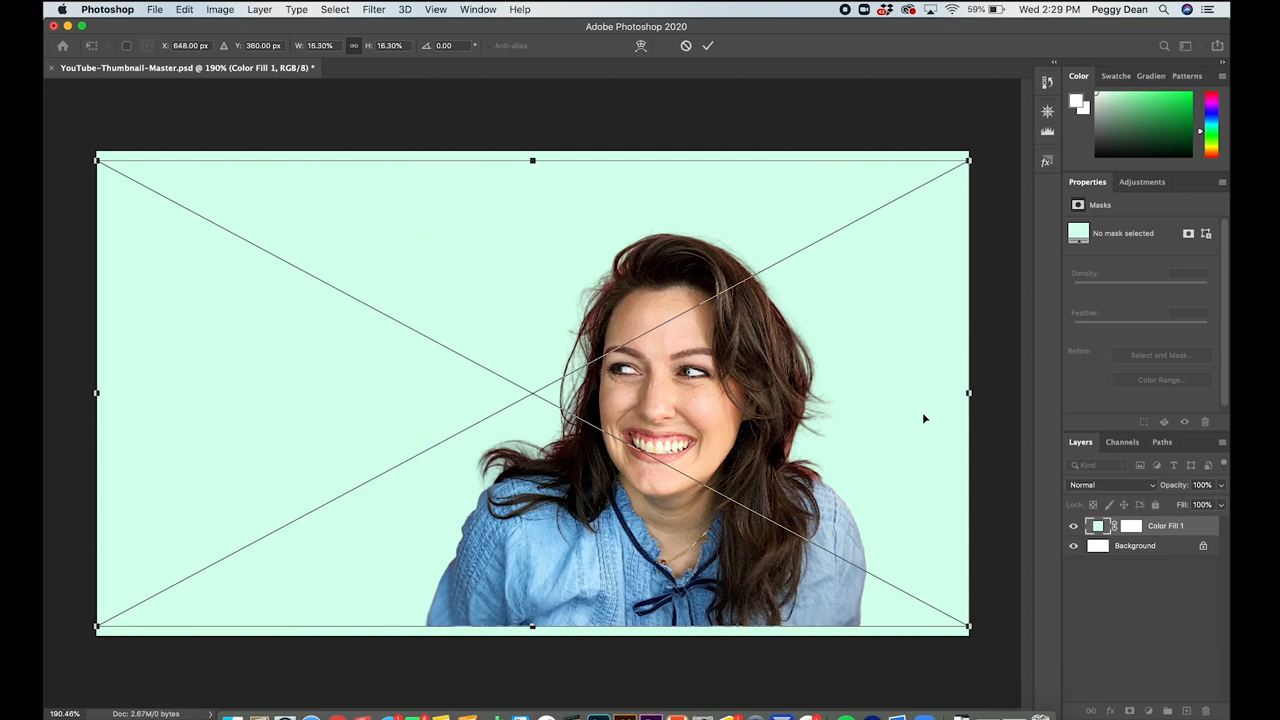 Photoshop File Edit Image Layer Type Select Filter 3D View Window Help 59% Wed 2:29 PM Peggy Dean
Adobe Photoshop 2020
X: 648.00 px Y: 360.00 px W: 16.30% H: 16.30% 0.00 ° Anti-alias
× YouTube-Thumbnail-Master.psd @ 190% (Color Fill 1, RGB/8) *
Color Swatche Gradien Patterns
Properties Adjustments
Masks
No mask selected
Density:
Feather:
Refine: Select and Mask...
Color Range...
Layers Channels Paths
Kind
Normal Opacity: 100%
Lock: Fill: 100%
Color Fill 1
Background
190.46% Doc: 2.67M/0 bytes